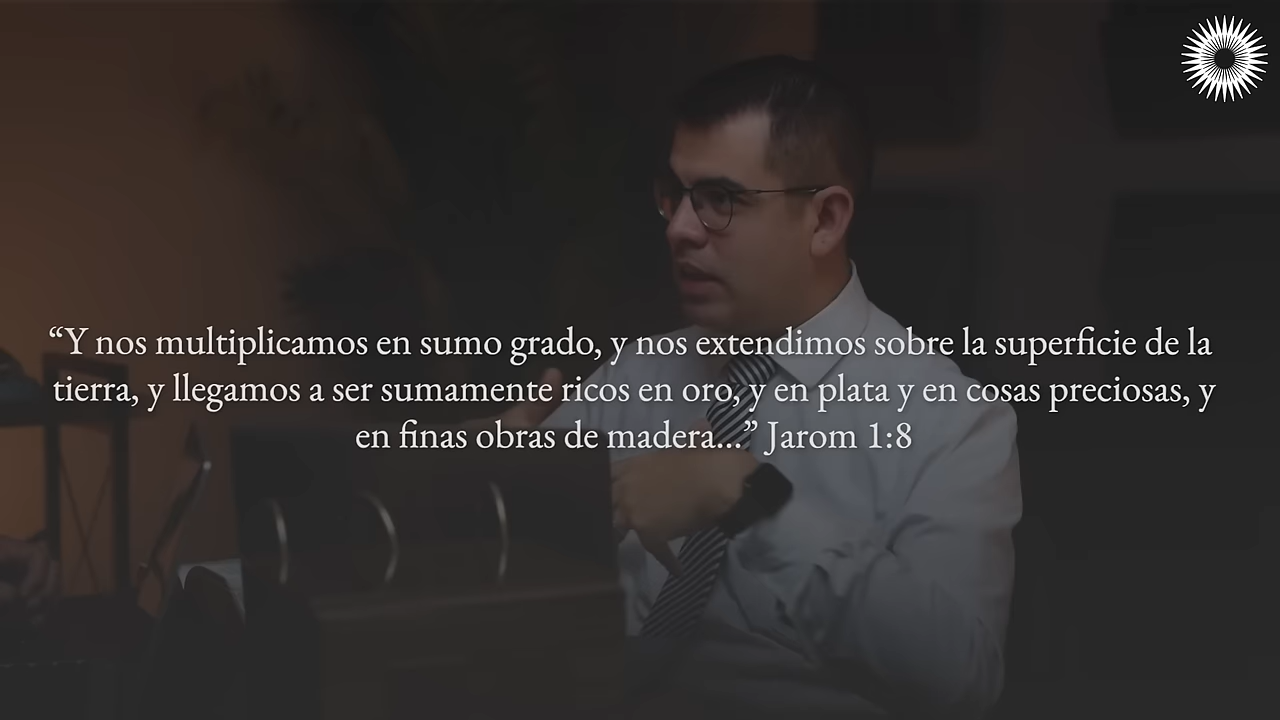 “Y nos multiplicamos en sumo grado, y nos extendimos sobre la superficie de la
tierra, y llegamos a ser sumamente ricos en oro, y en plata y en cosas preciosas, y
en finas obras de madera...” Jarom 1:8